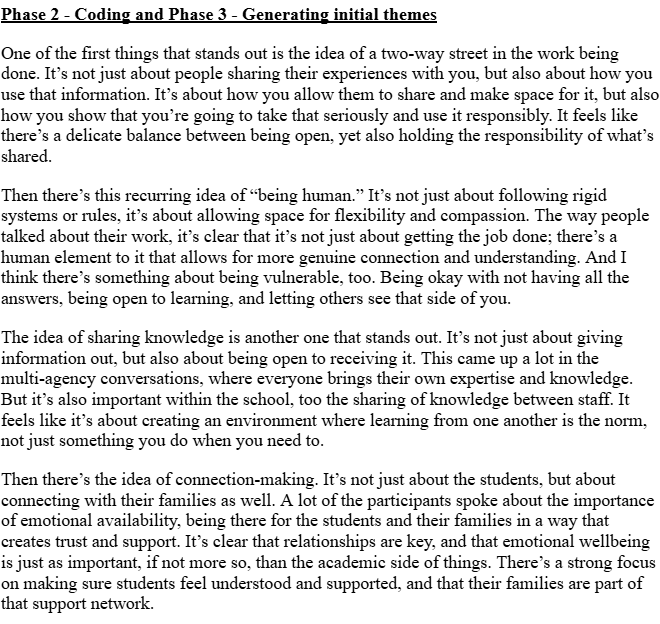 Phase 2 - Coding and Phase 3 - Generating initial themes
One of the first things that stands out is the idea of a two-way street in the work being
done. It’s not just about people sharing their experiences with you, but also about how you
use that information. It’s about how you allow them to share and make space for it, but also
how you show that you’re going to take that seriously and use it responsibly. It feels like
there’s a delicate balance between being open, yet also holding the responsibility of what’s
shared.
Then there’s this recurring idea of “being human.” It’s not just about following rigid
systems or rules, it’s about allowing space for flexibility and compassion. The way people
talked about their work, it’s clear that it’s not just about getting the job done; there’s a
human element to it that allows for more genuine connection and understanding. And I
think there’s something about being vulnerable, too. Being okay with not having all the
answers, being open to learning, and letting others see that side of you.
The idea of sharing knowledge is another one that stands out. It’s not just about giving
information out, but also about being open to receiving it. This came up a lot in the
multi-agency conversations, where everyone brings their own expertise and knowledge.
But it’s also important within the school, too the sharing of knowledge between staff. It
feels like it’s about creating an environment where learning from one another is the norm,
not just something you do when you need to.
Then there’s the idea of connection-making. It’s not just about the students, but about
connecting with their families as well. A lot of the participants spoke about the importance
of emotional availability, being there for the students and their families in a way that
creates trust and support. It’s clear that relationships are key, and that emotional wellbeing
is just as important, if not more so, than the academic side of things. There’s a strong focus
on making sure students feel understood and supported, and that their families are part of
that support network.